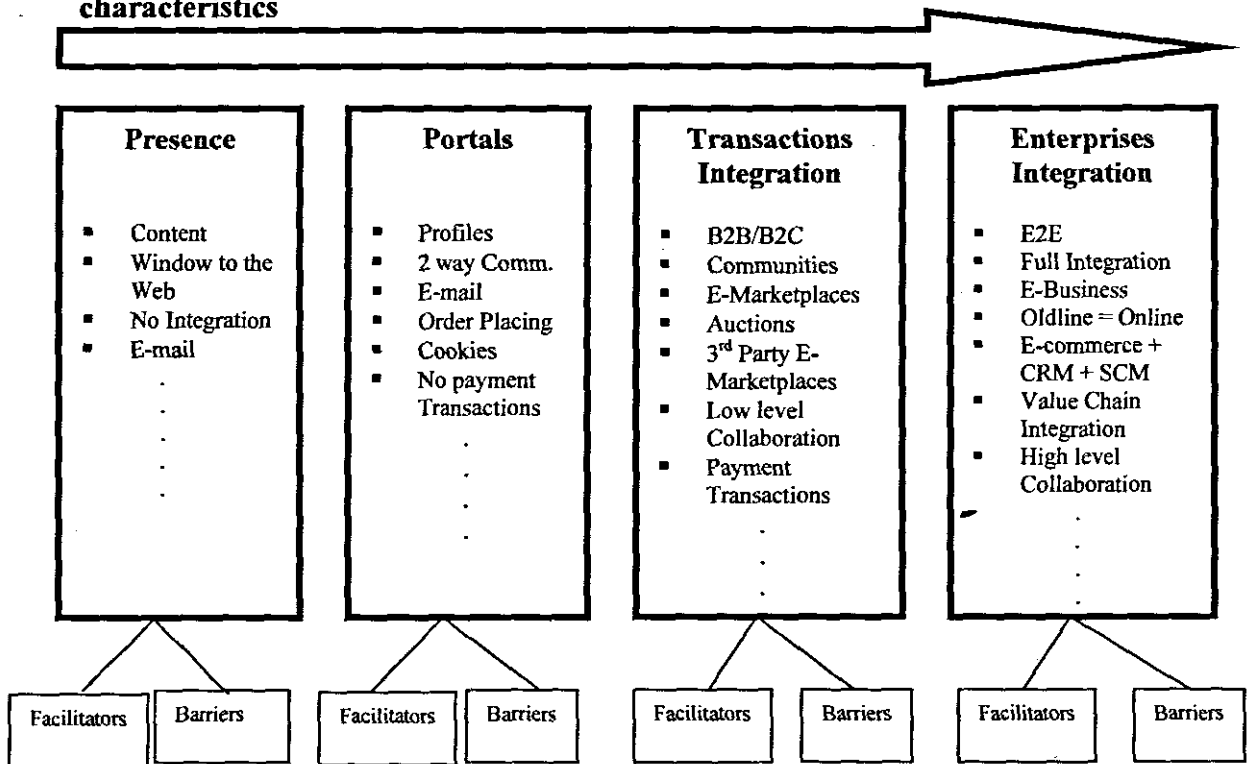 characteristics
Presence
▪ Content
▪ Window to the
Web
▪ No Integration
▪ E-mail
Portals
▪ Profiles
▪ 2 way Comm.
▪ E-mail
▪ Order Placing
▪ Cookies
▪ No payment
Transactions
Transactions
Integration
▪ B2B/B2C
▪ Communities
▪ E-Marketplaces
▪ Auctions
▪ 3rd Party E-
Marketplaces
▪ Low level
Collaboration
▪ Payment
Transactions
Enterprises
Integration
▪ E2E
▪ Full Integration
▪ E-Business
▪ Oldline = Online
▪ E-commerce +
CRM + SCM
▪ Value Chain
Integration
▪ High level
Collaboration
Facilitators
Barriers
Facilitators
Barriers
Facilitators
Barriers
Facilitators
Barriers